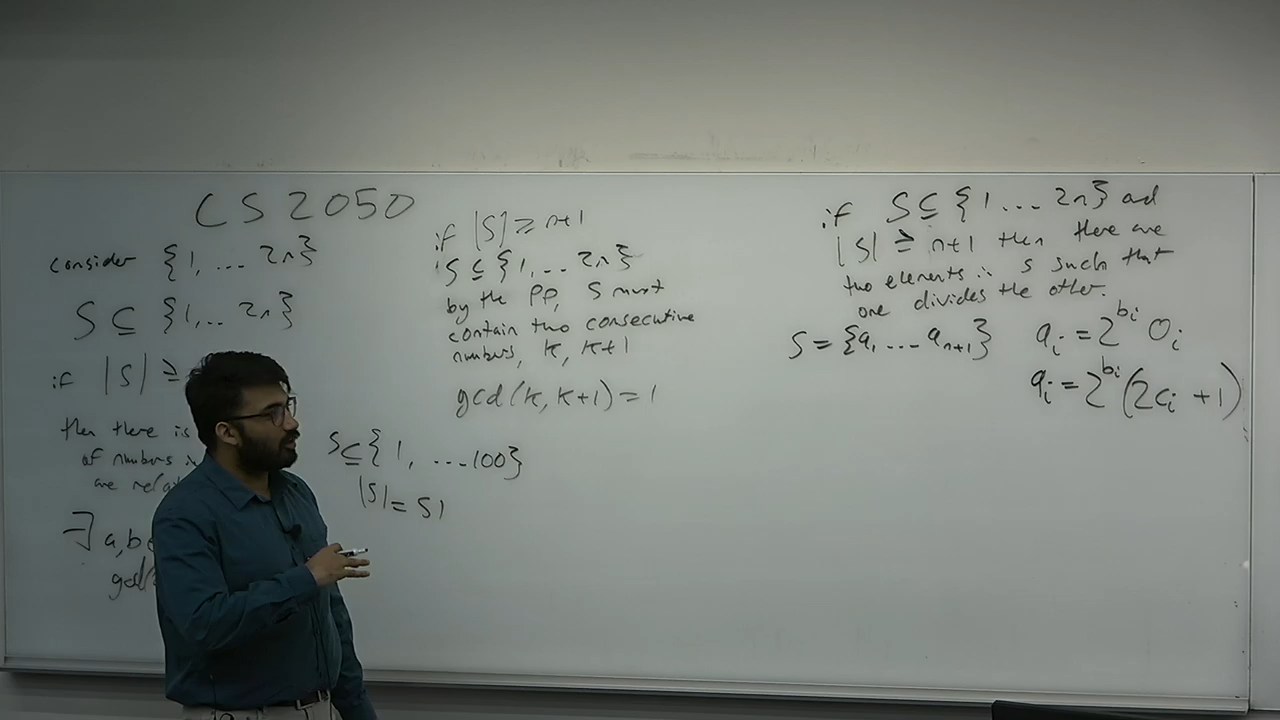 CS 2050
consider {1, ... 2n}
S ⊆ {1,.. 2n}
if |S| ≥
then there is
of numbers
are
∃ a,b
gcd(
if |S| ≥ n+1
S ⊆ {1,... 2n}
by the PP, S must
contain two consecutive
numbers, k, k+1
gcd(k, k+1) = 1
S ⊆ {1, ...100}
|S| = 51
if S ⊆ {1... 2n} and
|S| ≥ n+1 then there are
two elements in S such that
one divides the other.
S = {a, ... aₙ₊₁}
aᵢ = 2^bᵢ Oᵢ
aᵢ = 2^bᵢ (2cᵢ + 1)